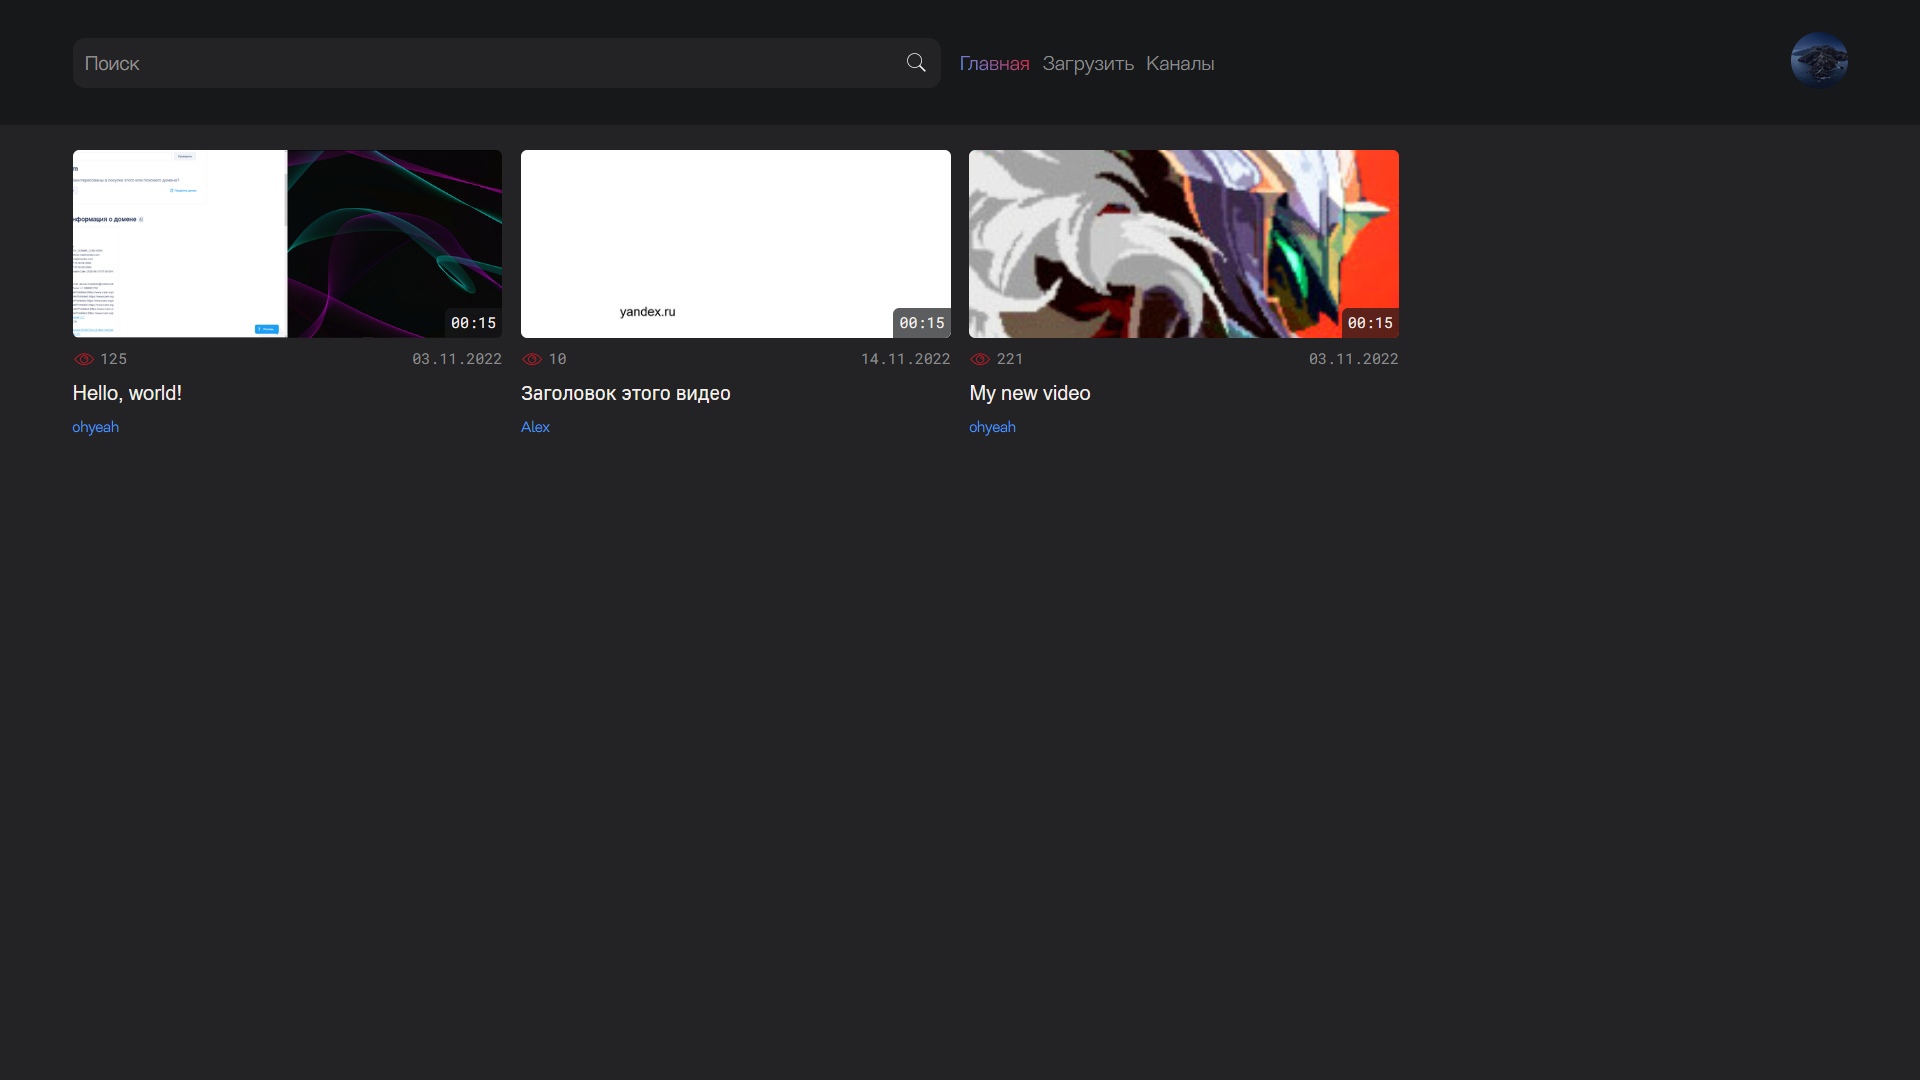 Поиск
Главная Загрузить Каналы
нформация о домене
00:15
yandex.ru
00:15
00:15
125 03.11.2022
10 14.11.2022
221 03.11.2022
Hello, world!
Заголовок этого видео
My new video
ohyeah
Alex
ohyeah